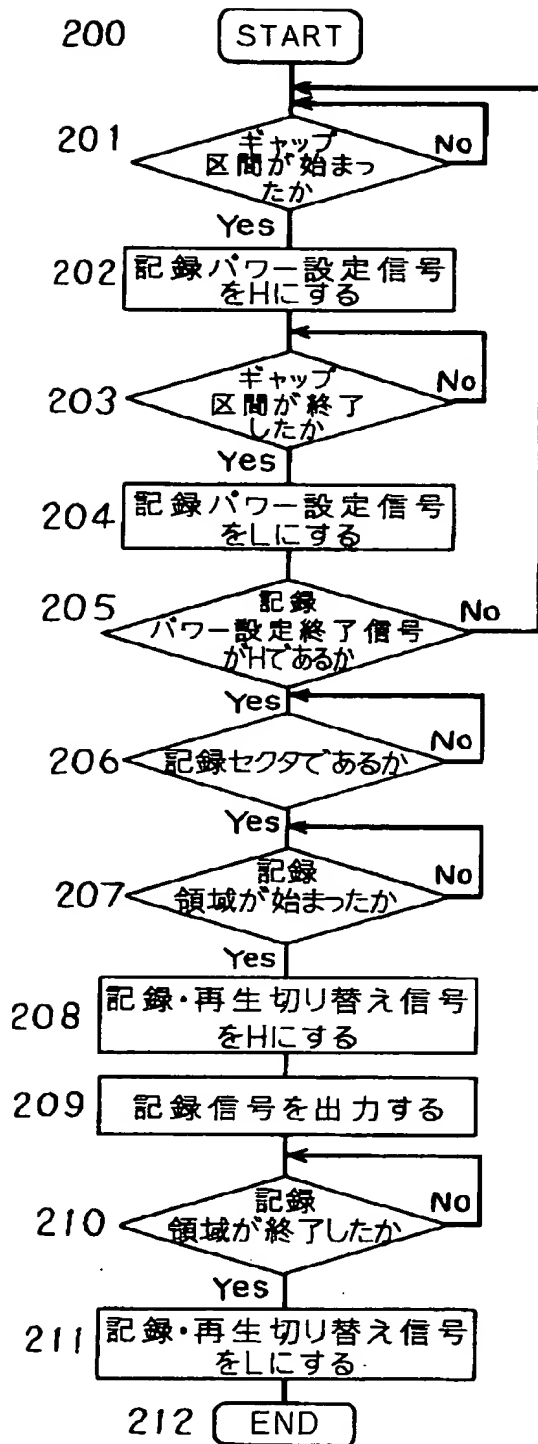 200
START
201
ギャップ
区間が始まっ
たか
No
Yes
202
記録パワー設定信号
をHにする
203
ギャップ
区間が終了
したか
No
Yes
204
記録パワー設定信号
をLにする
205
記録
パワー設定終了信号
がHであるか
No
Yes
206
記録セクタであるか
No
Yes
207
記録
領域が始まったか
No
Yes
208
記録・再生切り替え信号
をHにする
209
記録信号を出力する
210
記録
領域が終了したか
No
Yes
211
記録・再生切り替え信号
をLにする
212
END